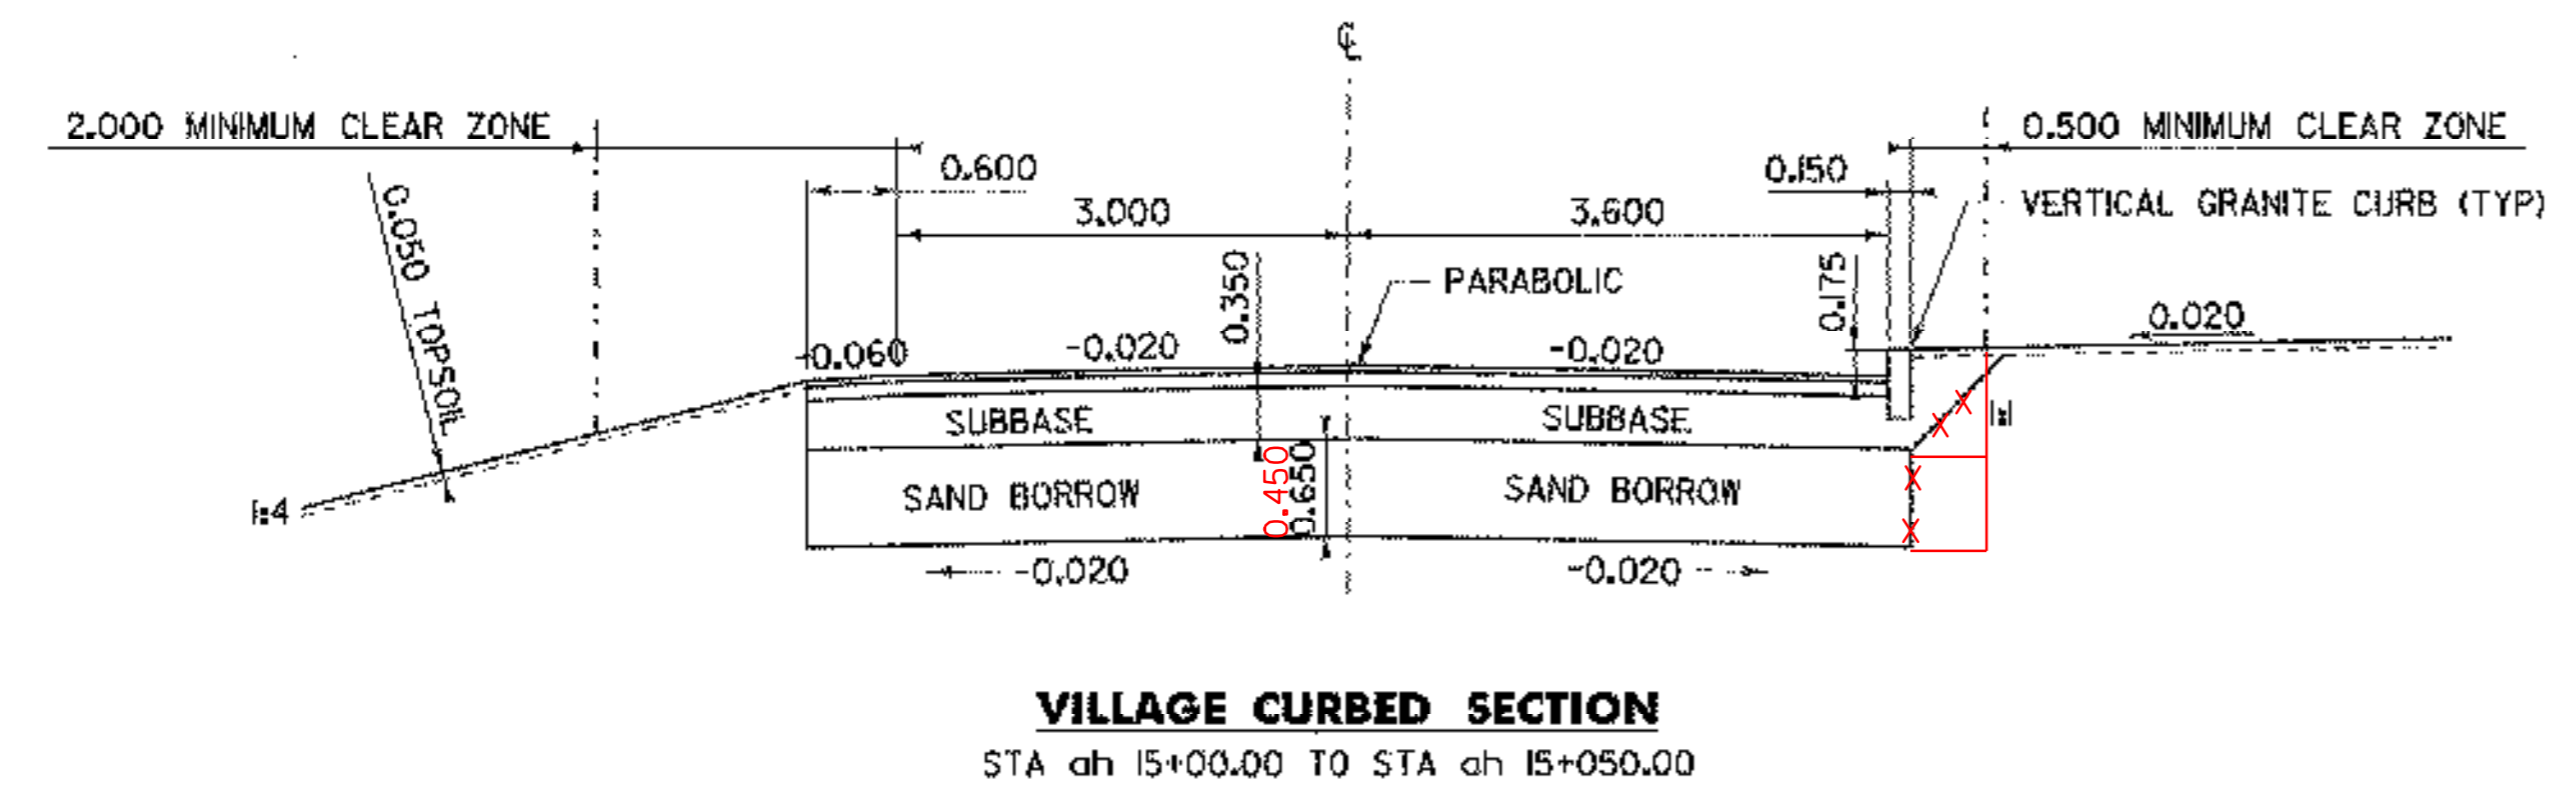 ℄
2.000 MINIMUM CLEAR ZONE
0.500 MINIMUM CLEAR ZONE
0.600
0.150
3.000
3.600
VERTICAL GRANITE CURB (TYP)
0.050 TOPSOIL
0.350
PARABOLIC
0.175
0.020
-0.060
-0.020
-0.020
SUBBASE
SUBBASE
1:1
0.450
0.650
SAND BORROW
SAND BORROW
1:4
-0.020
-0.020
VILLAGE CURBED SECTION
STA ah 15+00.00 TO STA ah 15+050.00